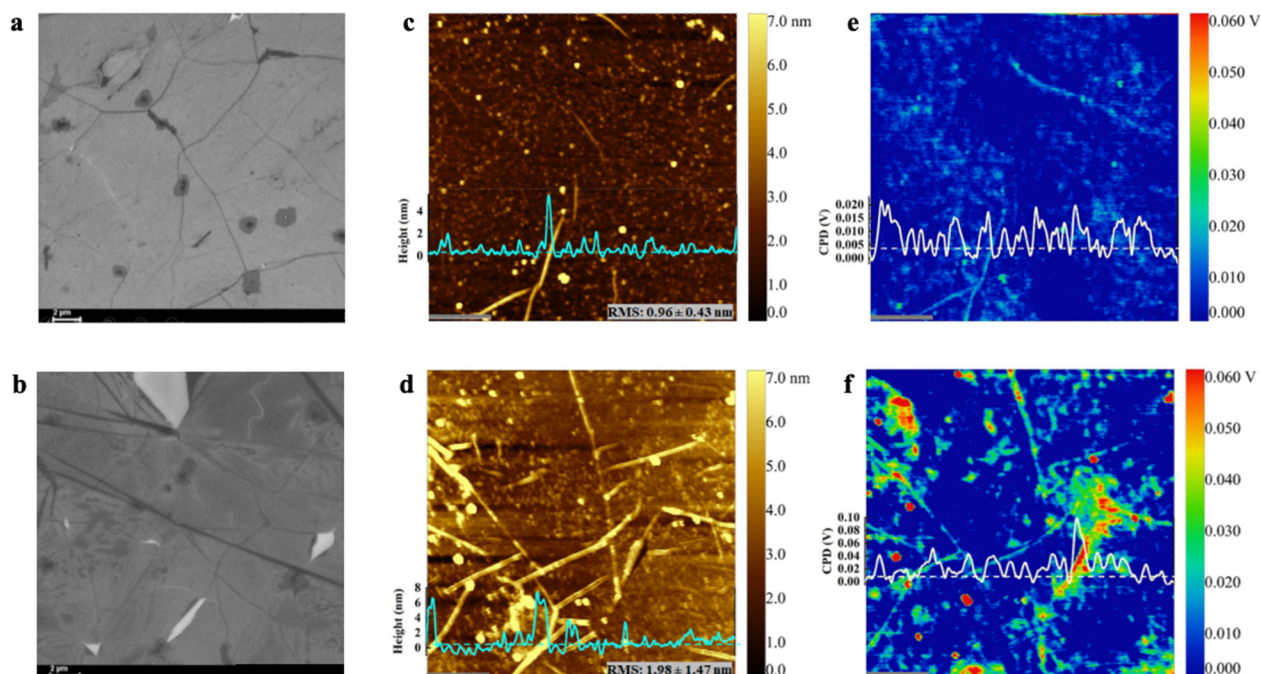 a
2 µm
c
7.0 nm
6.0
5.0
4.0
3.0
2.0
1.0
0.0
Height (nm)
4
2
0
RMS: 0.96 ± 0.43 nm
e
0.060 V
0.050
0.040
0.030
0.020
0.010
0.000
CPD (V)
0.020
0.015
0.010
0.005
0.000
b
2 µm
d
7.0 nm
6.0
5.0
4.0
3.0
2.0
1.0
0.0
Height (nm)
8
6
4
2
0
RMS: 1.98 ± 1.47 nm
f
0.060 V
0.050
0.040
0.030
0.020
0.010
0.000
CPD (V)
0.10
0.08
0.06
0.04
0.02
0.00